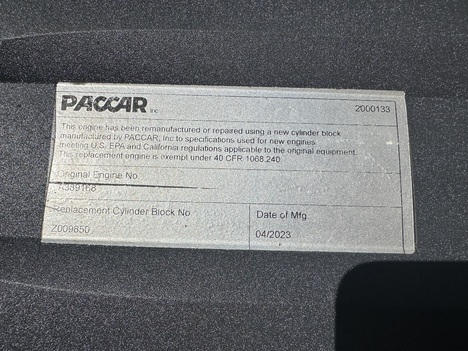 PACCAR Inc 2000133
This engine has been remanufactured or repaired using a new cylinder block
manufactured by PACCAR, Inc to specifications used for new engines
meeting U.S. EPA and California regulations applicable to the original equipment.
This replacement engine is exempt under 40 CFR 1068.240
Original Engine No
Replacement Cylinder Block No Date of Mfg
Z009650 04/2023